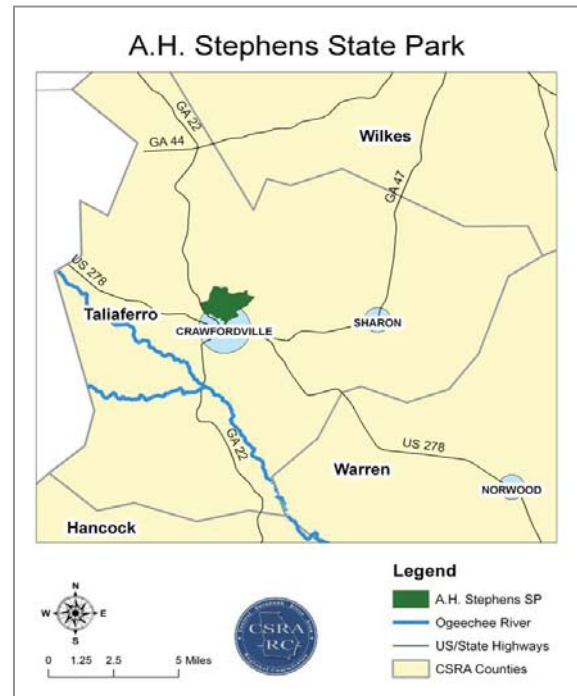 A.H. Stephens State Park
GA 22
GA 44
Wilkes
GA 47
US 278
Taliaferro
CRAWFORDVILLE
SHARON
GA 22
US 278
Warren
NORWOOD
Hancock
Legend
A.H. Stephens SP
Ogeechee River
US/State Highways
CSRA Counties
N
W E
S
0 1.25 2.5 5 Miles
CSRA
RC